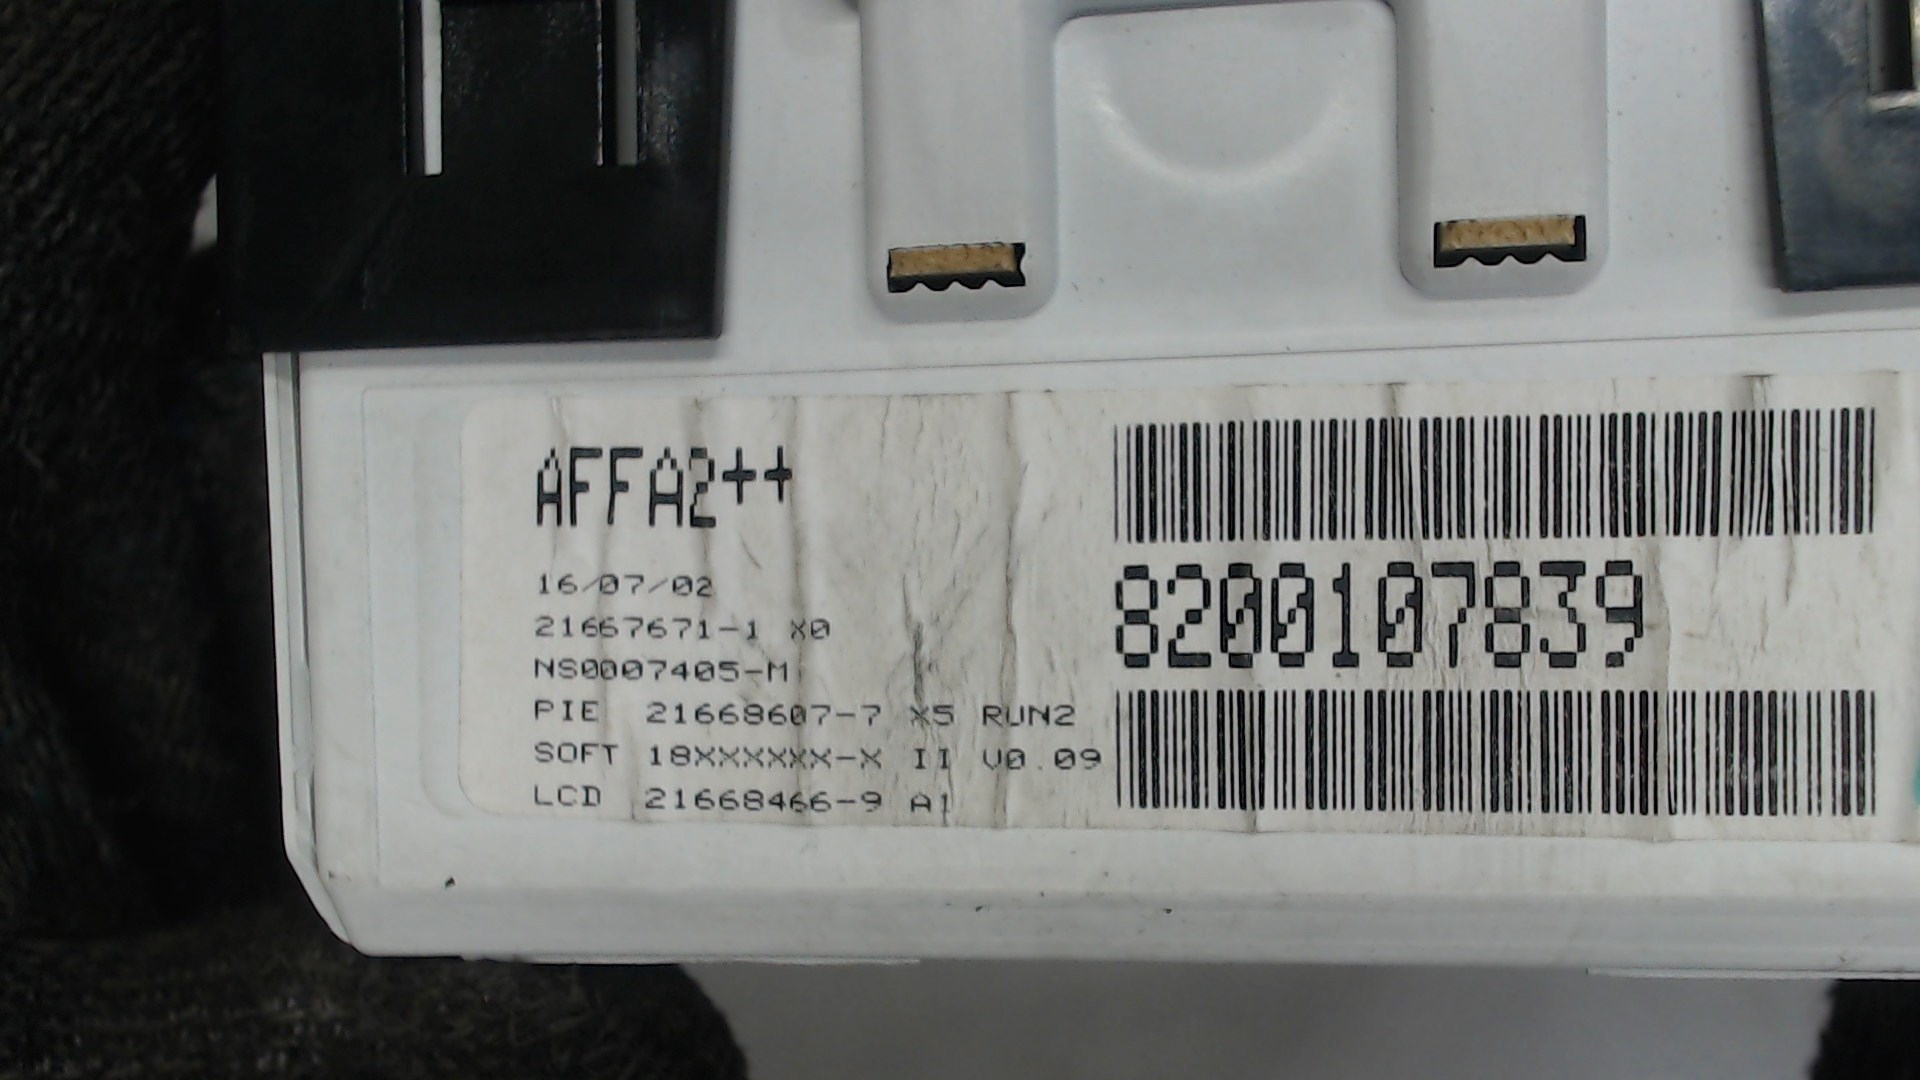 AFFA2++
16/07/02
21667671-1 X0
NS0007405-M
PIE 21668607-7 X5 RUN2
SOFT 18XXXXXX-X II V0.09
LCD 21668466-9 A1
8200107839